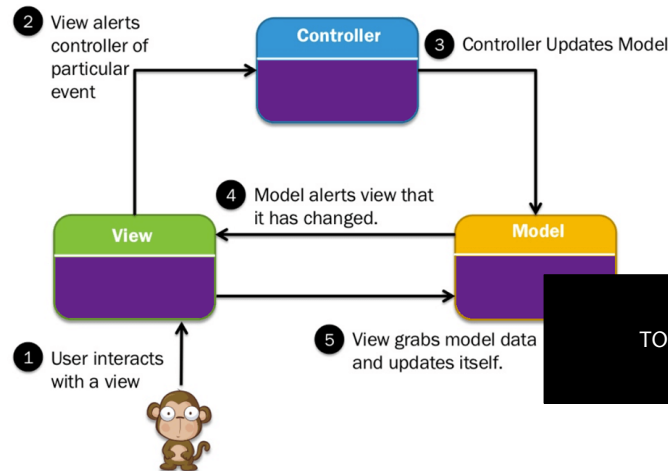 2 View alerts
controller of
particular
event
Controller
3 Controller Updates Model
4 Model alerts view that
it has changed.
View
Model
1 User interacts
with a view
5 View grabs model data
and updates itself.
TO